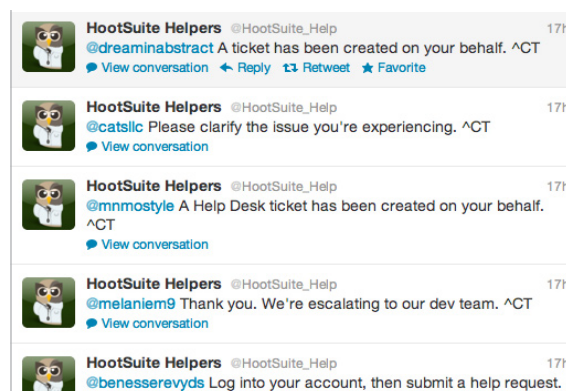 HootSuite Helpers @HootSuite_Help 17h
@dreaminabstract A ticket has been created on your behalf. ^CT
View conversation Reply Retweet Favorite
HootSuite Helpers @HootSuite_Help 17h
@catsllc Please clarify the issue you're experiencing. ^CT
View conversation
HootSuite Helpers @HootSuite_Help 17h
@mnmostyle A Help Desk ticket has been created on your behalf.
^CT
View conversation
HootSuite Helpers @HootSuite_Help 17h
@melaniem9 Thank you. We're escalating to our dev team. ^CT
View conversation
HootSuite Helpers @HootSuite_Help 17h
@benesserevyds Log into your account, then submit a help request.